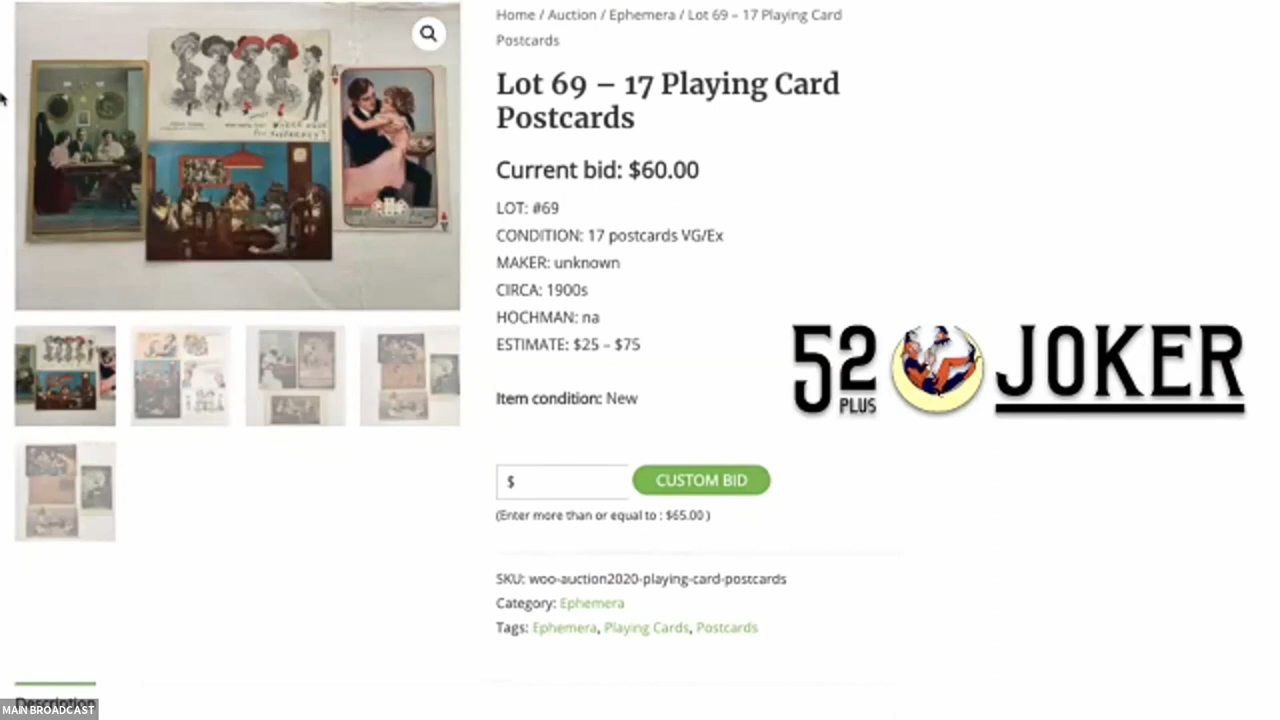 Home / Auction / Ephemera / Lot 69 – 17 Playing Card
Postcards
Lot 69 – 17 Playing Card
Postcards
Current bid: $60.00
LOT: #69
CONDITION: 17 postcards VG/Ex
MAKER: unknown
CIRCA: 1900s
HOCHMAN: na
ESTIMATE: $25 – $75
52 PLUS JOKER
Item condition: New
$
CUSTOM BID
(Enter more than or equal to : $65.00 )
SKU: woo-auction2020-playing-card-postcards
Category: Ephemera
Tags: Ephemera, Playing Cards, Postcards
Description
MAIN BROADCAST